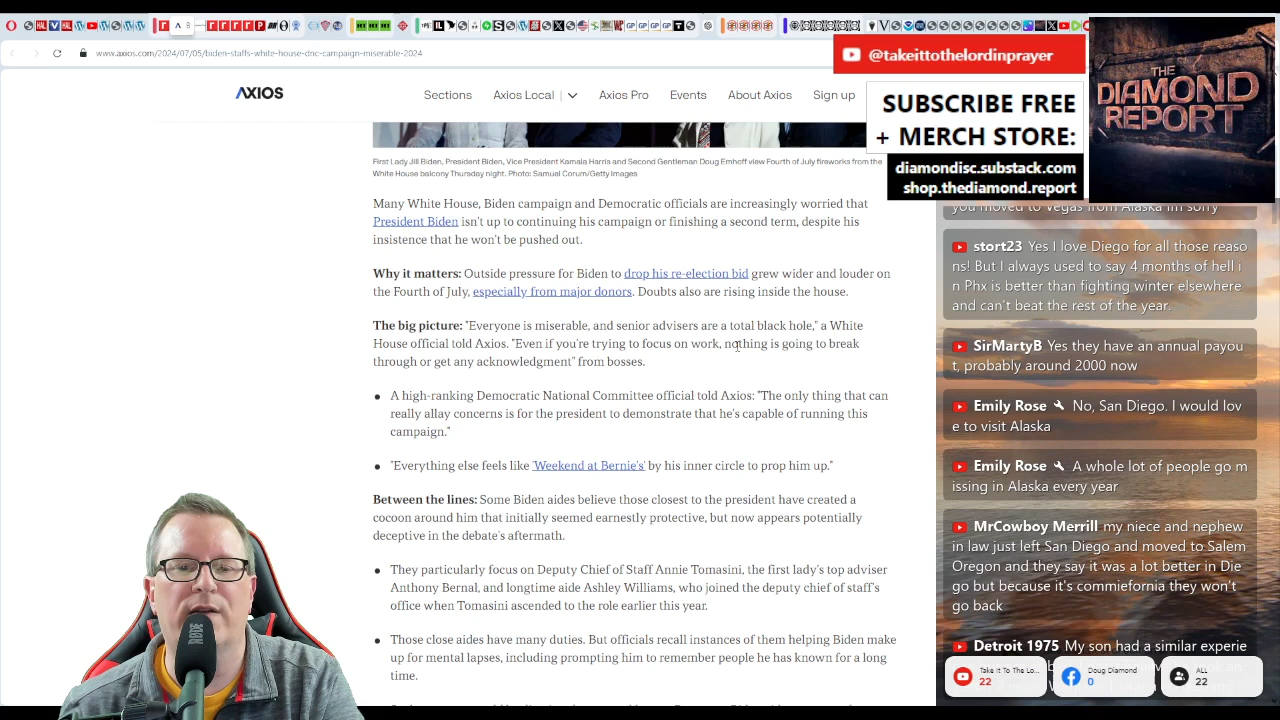 www.axios.com/2024/07/05/biden-staffs-white-house-dnc-campaign-miserable-2024
@takeittothelordinprayer
THE
DIAMOND
REPORT
AXIOS
Sections
Axios Local
Axios Pro
Events
About Axios
Sign up
SUBSCRIBE FREE
+ MERCH STORE:
diamondisc.substack.com
shop.thediamond.report
First Lady Jill Biden, President Biden, Vice President Kamala Harris and Second Gentleman Doug Emhoff view Fourth of July fireworks from the
White House balcony Thursday night. Photo: Samuel Corum/Getty Images
Many White House, Biden campaign and Democratic officials are increasingly worried that
President Biden isn't up to continuing his campaign or finishing a second term, despite his
insistence that he won't be pushed out.
Why it matters: Outside pressure for Biden to drop his re-election bid grew wider and louder on
the Fourth of July, especially from major donors. Doubts also are rising inside the house.
The big picture: "Everyone is miserable, and senior advisers are a total black hole," a White
House official told Axios. "Even if you're trying to focus on work, nothing is going to break
through or get any acknowledgment" from bosses.
• A high-ranking Democratic National Committee official told Axios: "The only thing that can
really allay concerns is for the president to demonstrate that he's capable of running this
campaign."
• "Everything else feels like 'Weekend at Bernie's' by his inner circle to prop him up."
Between the lines: Some Biden aides believe those closest to the president have created a
cocoon around him that initially seemed earnestly protective, but now appears potentially
deceptive in the debate's aftermath.
• They particularly focus on Deputy Chief of Staff Annie Tomasini, the first lady's top adviser
Anthony Bernal, and longtime aide Ashley Williams, who joined the deputy chief of staff's
office when Tomasini ascended to the role earlier this year.
• Those close aides have many duties. But officials recall instances of them helping Biden make
up for mental lapses, including prompting him to remember people he has known for a long
time.
you moved to Vegas from Alaska I'm sorry
stort23 Yes I love Diego for all those reaso
ns! But I always used to say 4 months of hell i
n Phx is better than fighting winter elsewhere
and can't beat the rest of the year.
SirMartyB Yes they have an annual payou
t, probably around 2000 now
Emily Rose No, San Diego. I would lov
e to visit Alaska
Emily Rose A whole lot of people go m
issing in Alaska every year
MrCowboy Merrill my niece and nephew
in law just left San Diego and moved to Salem
Oregon and they say it was a lot better in Die
go but because it's commiefornia they won't
go back
Detroit 1975 My son had a similar experie
Take It To The Lo...
22
Doug Diamond
0
ALL
22